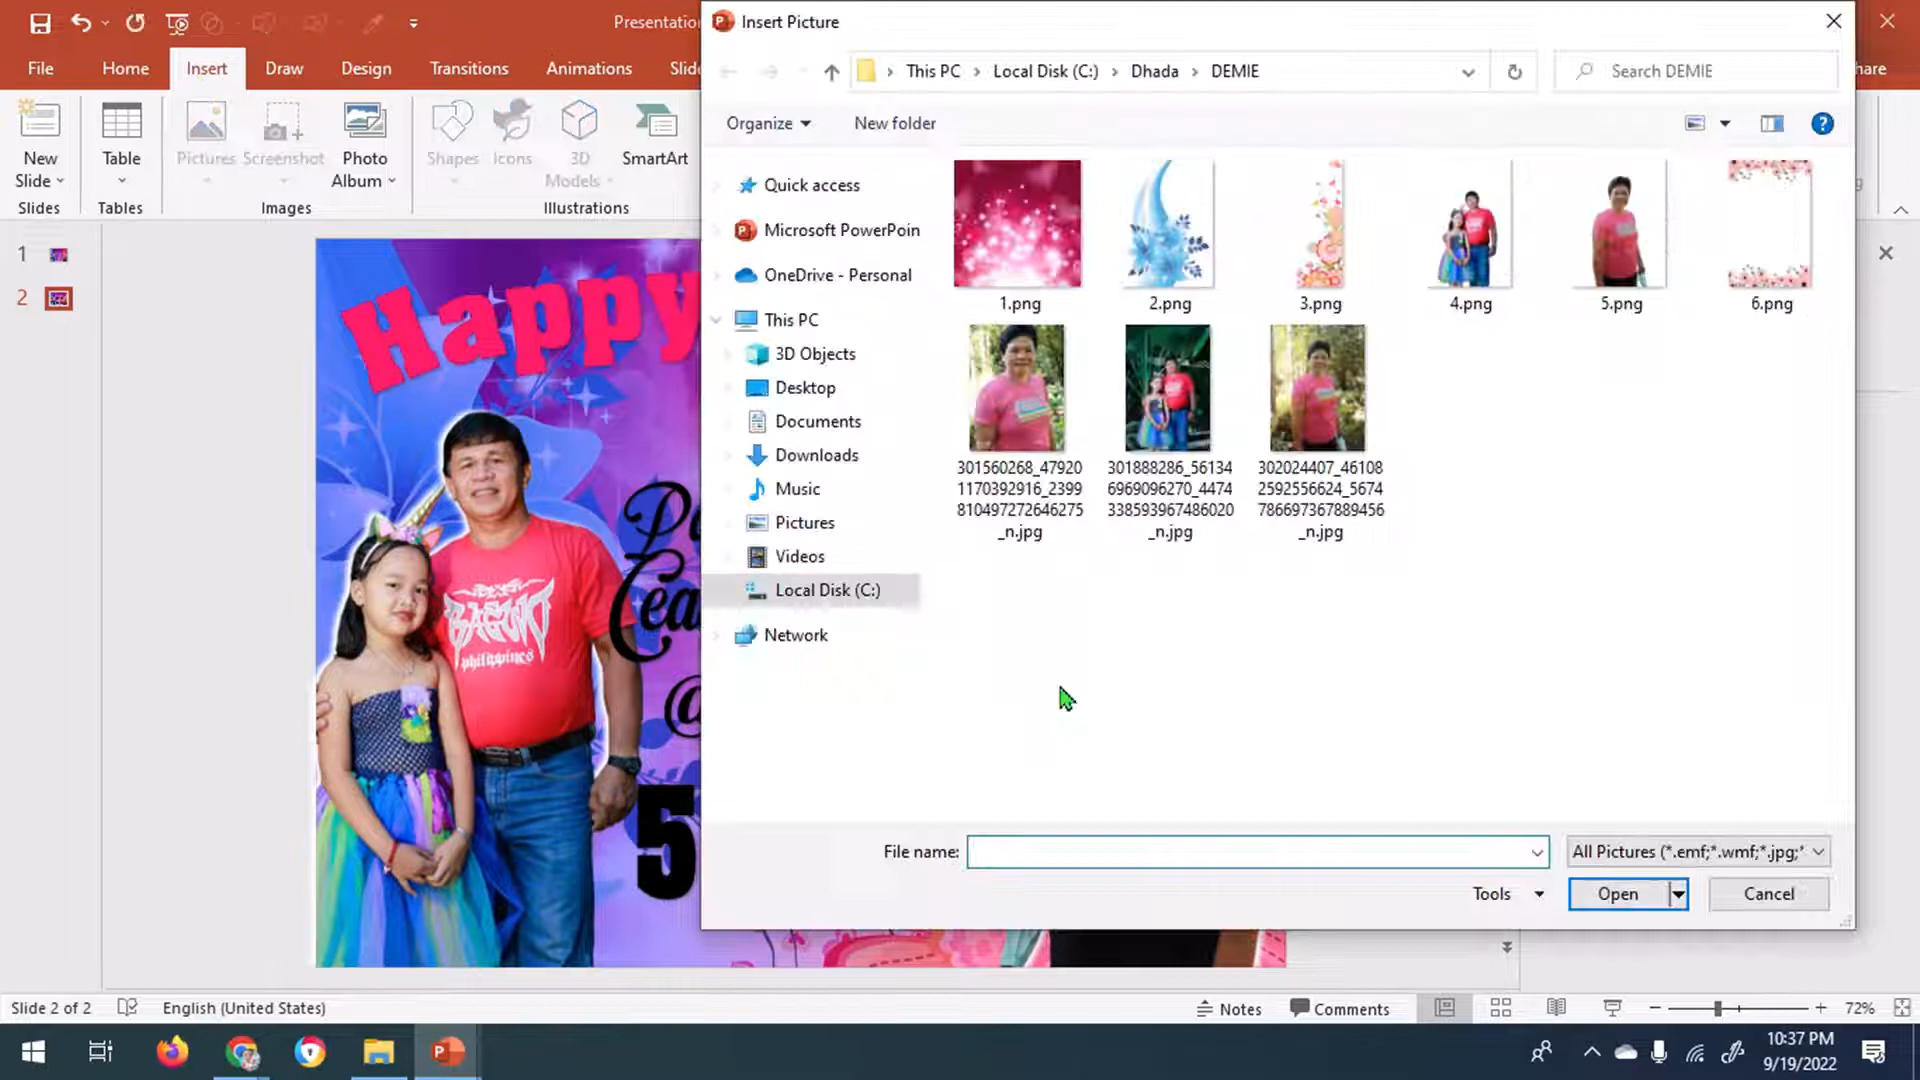 Presentatio
Insert Picture
File
Home
Insert
Draw
Design
Transitions
Animations
Slid
hare
This PC
Local Disk (C:)
Dhada
DEMIE
Search DEMIE
Organize
New folder
New
Slide
Slides
Table
Tables
Pictures
Screenshot
Photo
Album
Images
Shapes
Icons
3D
Models
SmartArt
Illustrations
Quick access
Microsoft PowerPoin
OneDrive - Personal
This PC
3D Objects
Desktop
Documents
Downloads
Music
Pictures
Videos
Local Disk (C:)
Network
1.png
2.png
3.png
4.png
5.png
6.png
301560268_47920
1170392916_2399
810497272646275
_n.jpg
301888286_56134
6969096270_4474
338593967486020
_n.jpg
302024407_46108
2592556624_5674
786697367889456
_n.jpg
1
2
Happy
BAGUIO
philippines
@
5
File name:
All Pictures (*.emf;*.wmf;*.jpg;*
Tools
Open
Cancel
Slide 2 of 2
English (United States)
Notes
Comments
72%
10:37 PM
9/19/2022